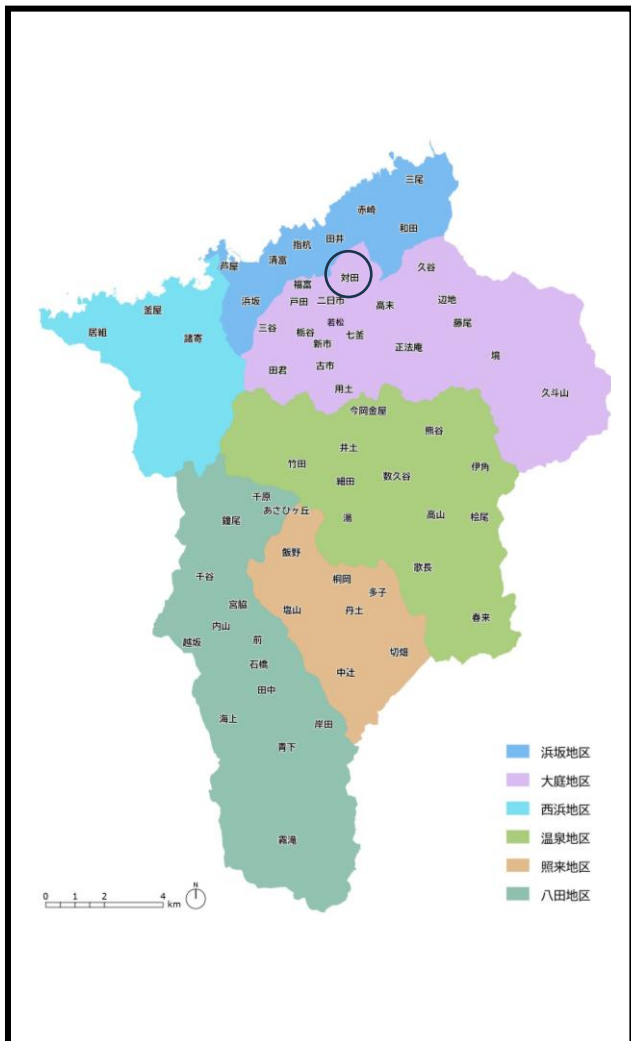 三尾
赤崎
和田
田井
指杭
清富
芦屋
対田
久谷
福富
浜坂
戸田
二日市
高末
辺地
釜屋
居組
諸寄
三谷
栃谷
若松
七釜
新市
正法庵
藤尾
境
田君
古市
用土
久斗山
今岡金屋
熊谷
井土
竹田
細田
数久谷
伊角
千原
あさひヶ丘
湯
高山
桧尾
鐘尾
飯野
歌長
千谷
桐岡
多子
宮脇
塩山
丹土
春来
内山
越坂
前
切畑
石橋
中辻
田中
海上
岸田
青下
霧滝
浜坂地区
大庭地区
西浜地区
温泉地区
照来地区
八田地区
0 2 4
km
N